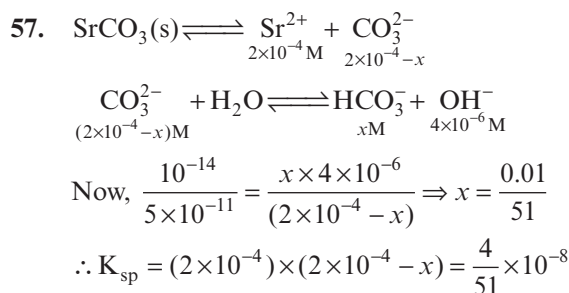 57. SrCO₃(s) ⇌ Sr²⁺ + CO₃²⁻
2×10⁻⁴ M 2×10⁻⁴−x
CO₃²⁻ + H₂O ⇌ HCO₃⁻ + OH⁻
(2×10⁻⁴−x)M xM 4×10⁻⁶ M
Now, 10⁻¹⁴/5×10⁻¹¹ = x×4×10⁻⁶/(2×10⁻⁴ − x) ⇒ x = 0.01/51
∴ K_sp = (2×10⁻⁴)×(2×10⁻⁴ − x) = 4/51 ×10⁻⁸